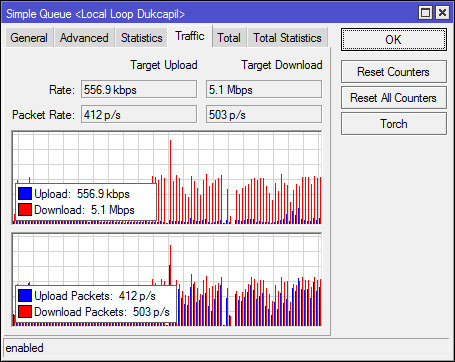 Simple Queue <Local Loop Dukcapil>
General Advanced Statistics Traffic Total Total Statistics
Target Upload Target Download
Rate: 556.9 kbps 5.1 Mbps
Packet Rate: 412 p/s 503 p/s
Upload: 556.9 kbps
Download: 5.1 Mbps
Upload Packets: 412 p/s
Download Packets: 503 p/s
OK
Reset Counters
Reset All Counters
Torch
enabled